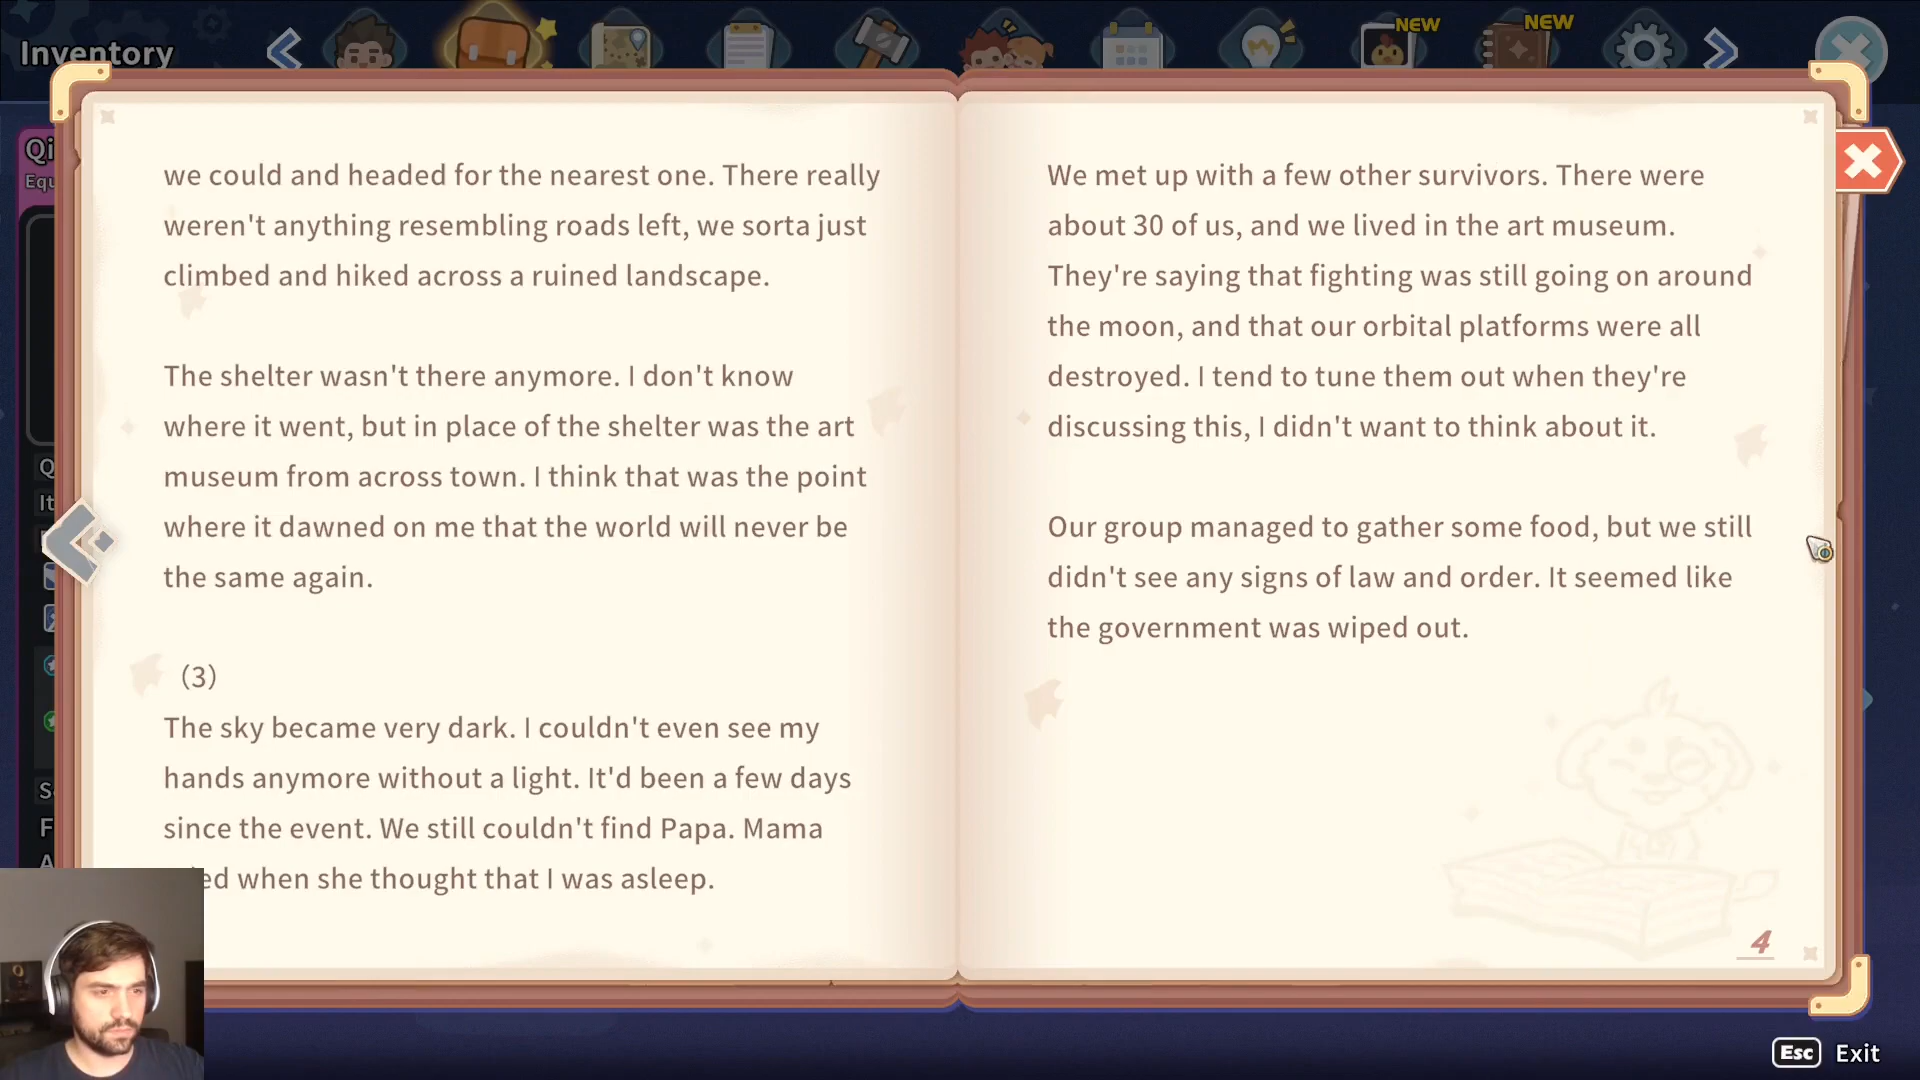 Inventory
NEW
NEW
Qi
Equ
we could and headed for the nearest one. There really
weren't anything resembling roads left, we sorta just
climbed and hiked across a ruined landscape.
The shelter wasn't there anymore. I don't know
where it went, but in place of the shelter was the art
museum from across town. I think that was the point
where it dawned on me that the world will never be
the same again.
(3)
The sky became very dark. I couldn't even see my
hands anymore without a light. It'd been a few days
since the event. We still couldn't find Papa. Mama
ed when she thought that I was asleep.
We met up with a few other survivors. There were
about 30 of us, and we lived in the art museum.
They're saying that fighting was still going on around
the moon, and that our orbital platforms were all
destroyed. I tend to tune them out when they're
discussing this, I didn't want to think about it.
Our group managed to gather some food, but we still
didn't see any signs of law and order. It seemed like
the government was wiped out.
4
Esc Exit